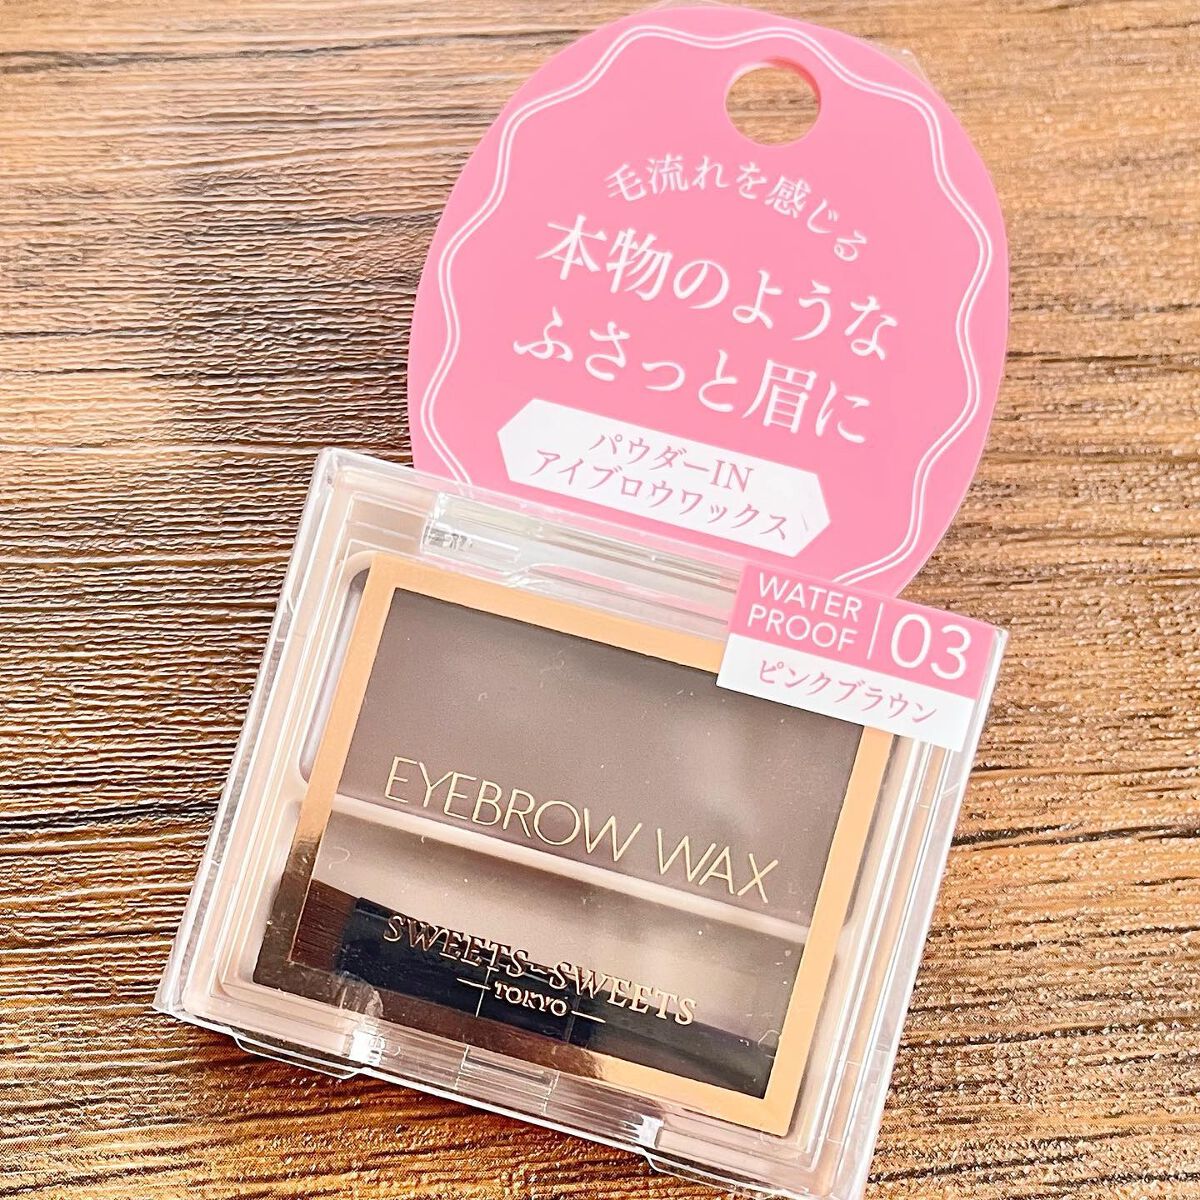 毛流れを感じる
本物のような
ふさっと眉に
パウダーIN
アイブロウワックス
WATER
PROOF
03
ピンクブラウン
EYEBROW WAX
SWEETS SWEETS
TOKYO